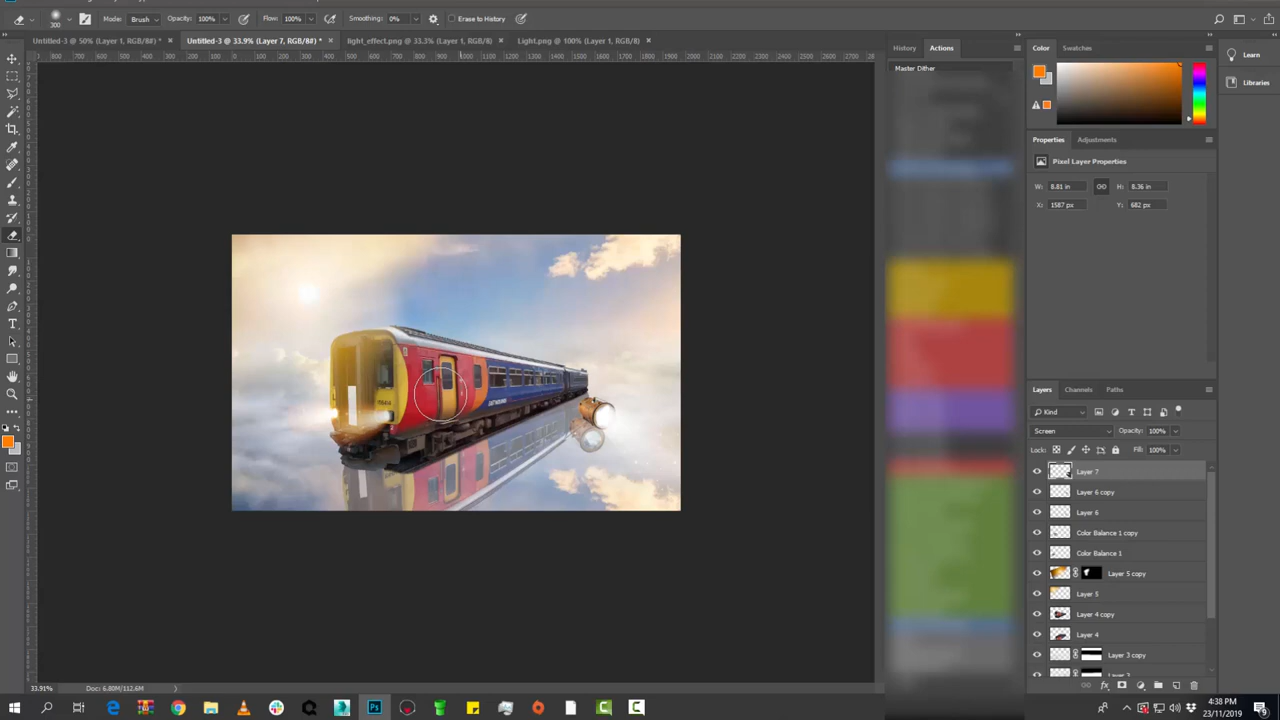 300 Mode: Brush Opacity: 100% Flow: 100% Smoothing: 0% Erase to History
Untitled-3 @ 50% (Layer 1, RGB/8#) * × Untitled-3 @ 33.9% (Layer 7, RGB/8#) * × light_effect.png @ 33.3% (Layer 1, RGB/8) × Light.png @ 100% (Layer 1, RGB/8#) ×
History Actions
Master Dither
Color Swatches
Learn
Libraries
Properties Adjustments
Pixel Layer Properties
W: 8.81 in H: 8.36 in
X: 1587 px Y: 682 px
Layers Channels Paths
Kind
Screen Opacity: 100%
Lock: Fill: 100%
Layer 7
Layer 6 copy
Layer 6
Color Balance 1 copy
Color Balance 1
Layer 5 copy
Layer 5
Layer 4 copy
Layer 4
Layer 3 copy
33.91% Doc: 6.80M/112.6M
4:38 PM
23/11/2019